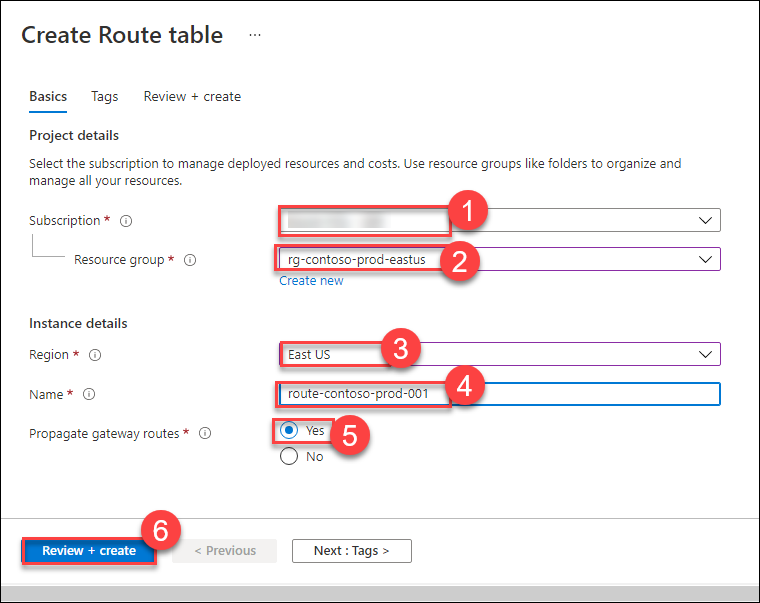 Create Route table ...
Basics Tags Review + create
Project details
Select the subscription to manage deployed resources and costs. Use resource groups like folders to organize and
manage all your resources.
Subscription * 1
Resource group * rg-contoso-prod-eastus 2
Create new
Instance details
Region * East US 3
Name * route-contoso-prod-001 4
Propagate gateway routes * Yes 5
No
6
Review + create < Previous Next : Tags >